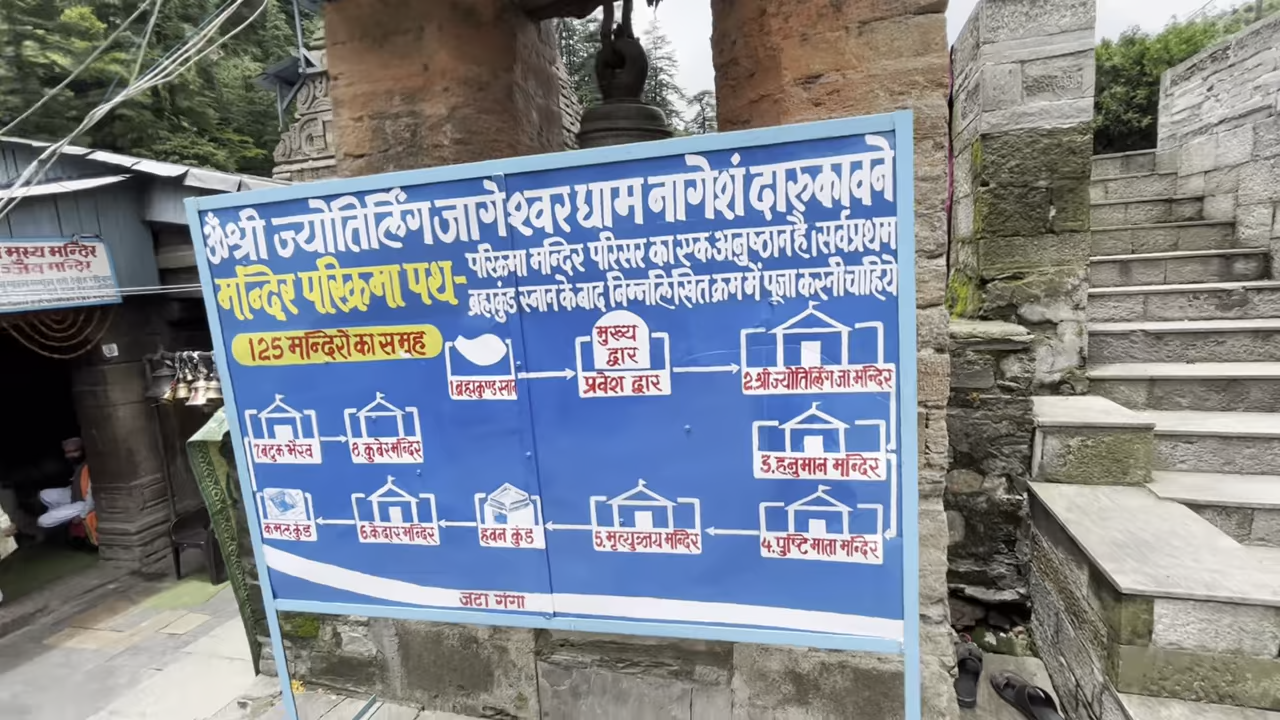 ॐ श्री ज्योतिर्लिंग जागेश्वर धाम नागेशं दारुकावने
मन्दिर परिक्रमा पथ-
परिक्रमा मन्दिर परिसर का एक अनुष्ठान है। सर्वप्रथम
ब्रह्मकुंड स्नान के बाद निम्नलिखित क्रम में पूजा करनी चाहिये
125 मन्दिरों का समूह
1.ब्रह्मकुण्ड स्नान
मुख्य
द्वार
प्रवेश द्वार
2.श्री ज्योतिर्लिंग जा. मन्दिर
7.बटुक भैरव
8.कुबेर मन्दिर
3.हनुमान मन्दिर
कमल कुंड
6.केदार मन्दिर
हवन कुंड
5.मृत्युञ्जय मन्दिर
4.पुष्टि माता मन्दिर
जटा गंगा
मुख्य मन्दिर